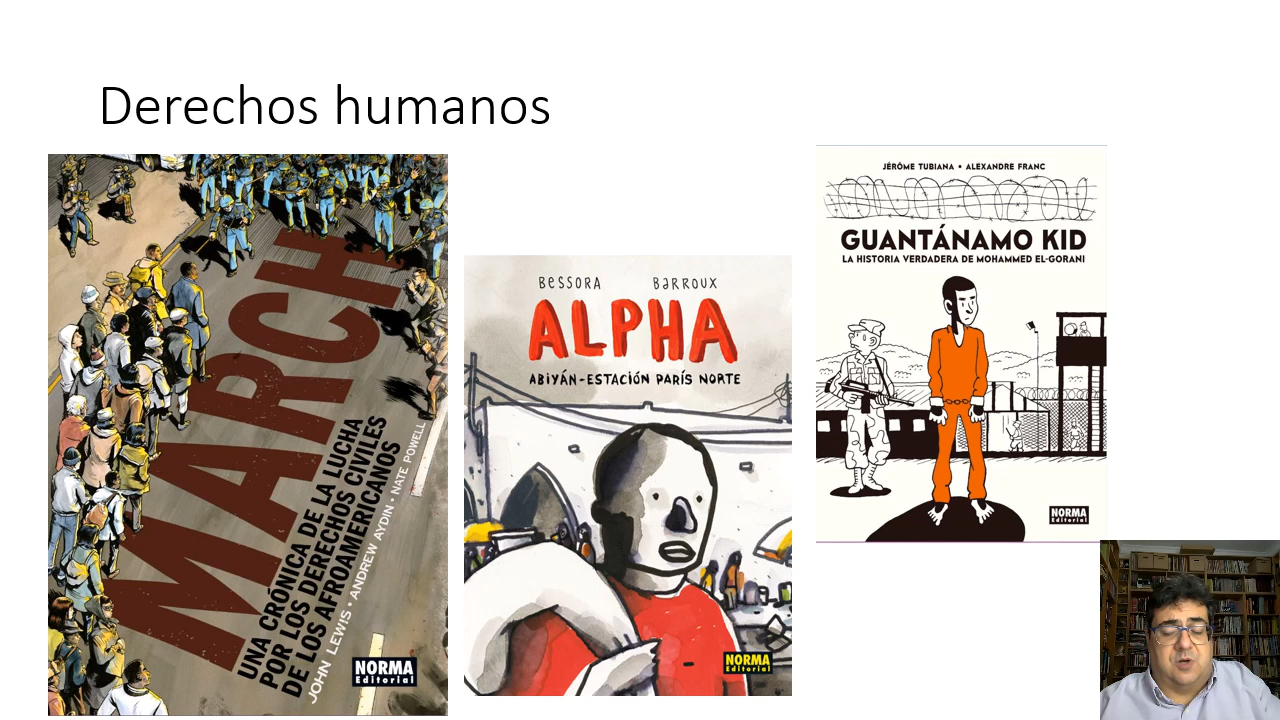 Derechos humanos
MARCH
UNA CRÓNICA DE LA LUCHA
POR LOS DERECHOS CIVILES
DE LOS AFROAMERICANOS
JOHN LEWIS • ANDREW AYDIN • NATE POWELL
NORMA
Editorial
BESSORA BARROUX
ALPHA
ABIYÁN-ESTACIÓN PARÍS NORTE
NORMA
Editorial
JÉRÔME TUBIANA • ALEXANDRE FRANC
GUANTÁNAMO KID
LA HISTORIA VERDADERA DE MOHAMMED EL-GORANI
NORMA
Editorial